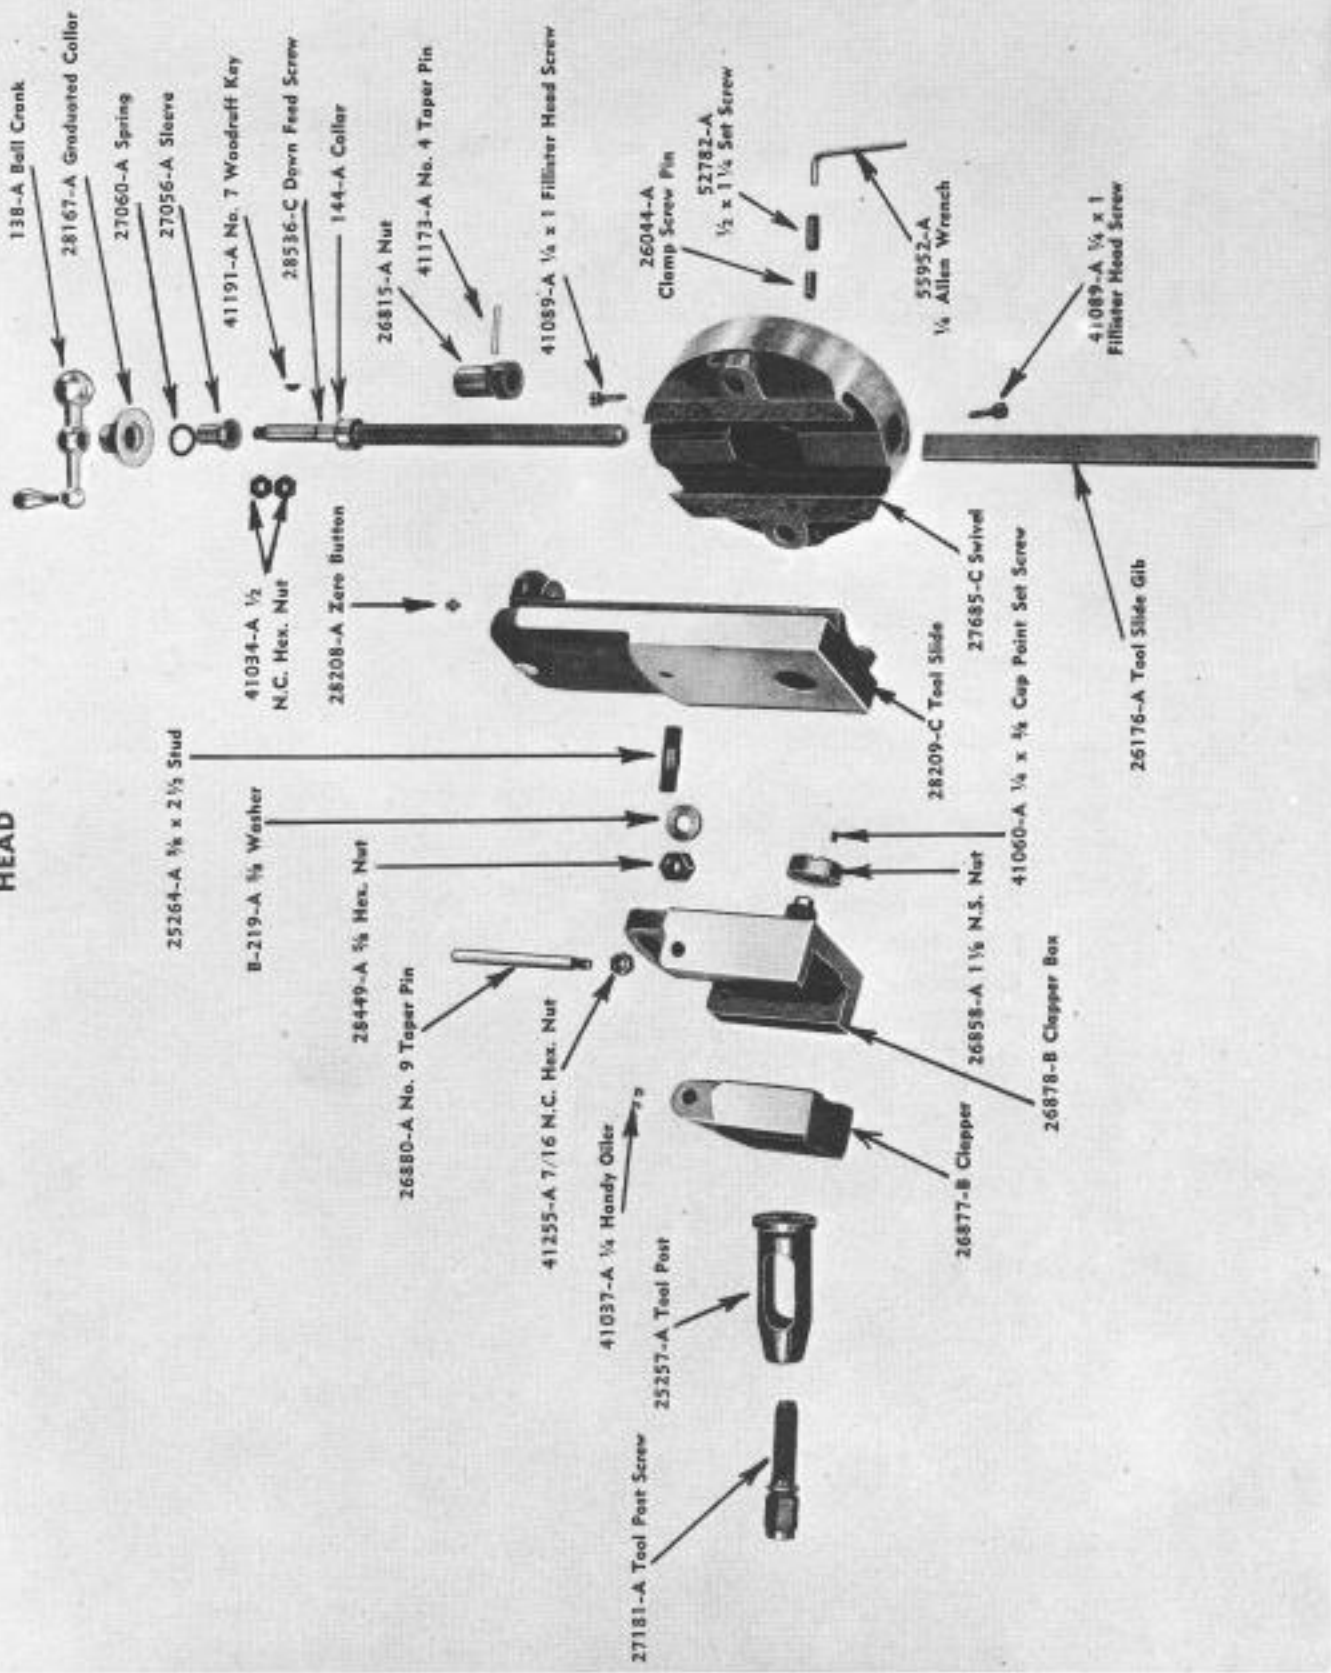 HEAD
138-A Ball Crank
28167-A Graduated Collar
27060-A Spring
27056-A Sleeve
41191-A No. 7 Woodruff Key
28536-C Down Feed Screw
144-A Collar
26815-A Nut
41173-A No. 4 Taper Pin
41089-A ¼ x 1 Fillister Head Screw
26044-A
Clamp Screw Pin
52782-A
½ x 1¼ Set Screw
55952-A
¼ Allen Wrench
41089-A ¼ x 1
Fillister Head Screw
41034-A ½
N.C. Hex. Nut
28208-A Zero Button
27685-C Swivel
26176-A Tool Slide Gib
28209-C Tool Slide
41060-A ¼ x ⅜ Cup Point Set Screw
25264-A ⅝ x 2½ Stud
B-219-A ⅝ Washer
28449-A ⅝ Hex. Nut
26880-A No. 9 Taper Pin
41255-A 7/16 N.C. Hex. Nut
41037-A ¼ Handy Oiler
26858-A 1⅛ N.S. Nut
26878-B Clapper Box
26877-B Clapper
25257-A Tool Post
27181-A Tool Post Screw